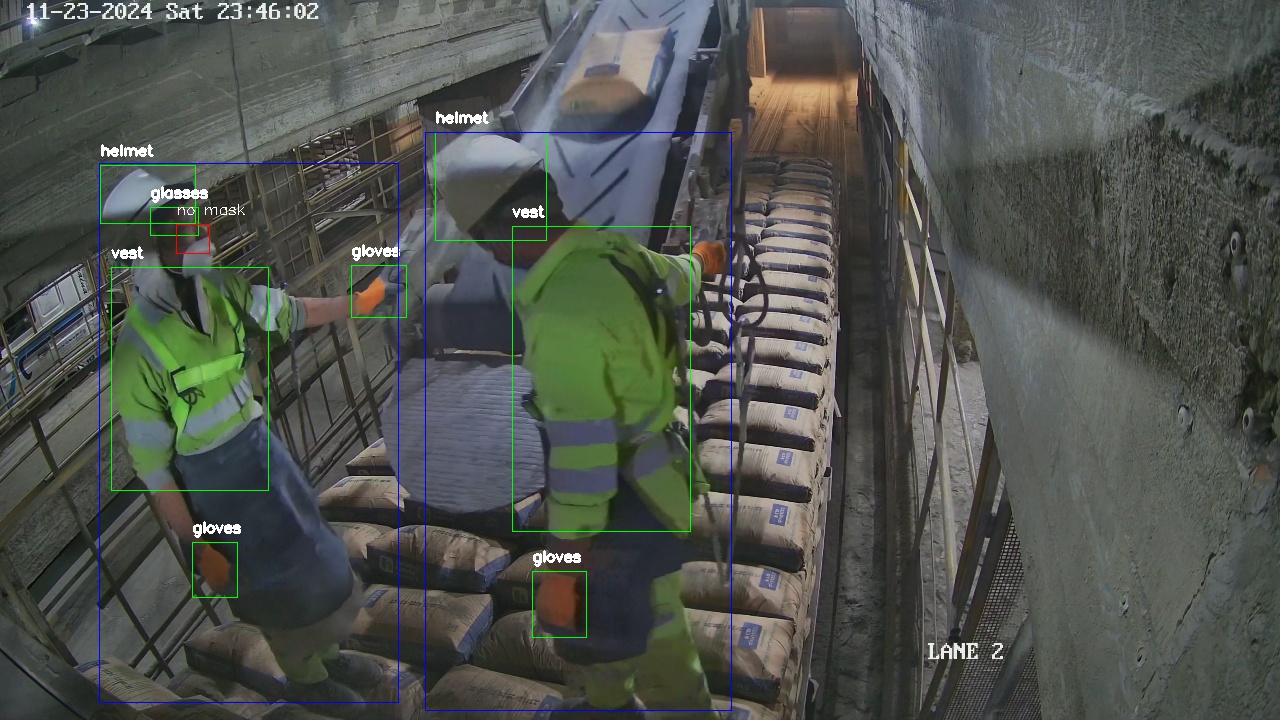 11-23-2024 Sat 23:46:02
helmet
helmet
glasses
no mask
vest
vest
gloves
gloves
gloves
LANE 2